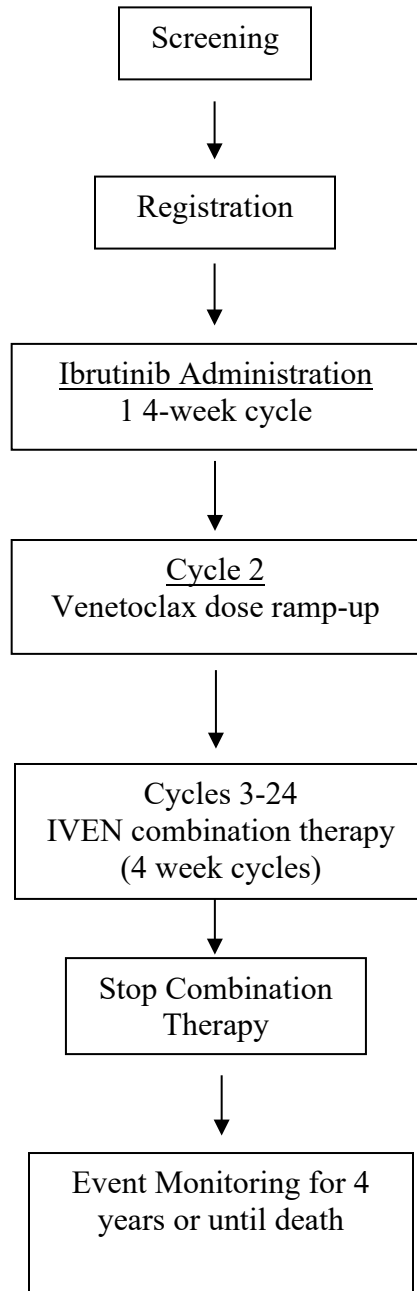 Screening
Registration
Ibrutinib Administration
1 4-week cycle
Cycle 2
Venetoclax dose ramp-up
Cycles 3-24
IVEN combination therapy
(4 week cycles)
Stop Combination
Therapy
Event Monitoring for 4
years or until death